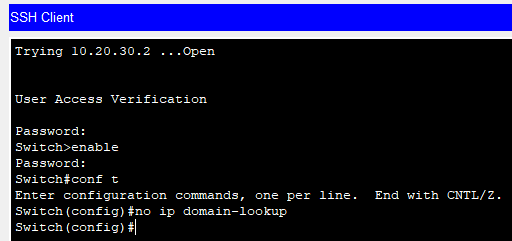 SSH Client
Trying 10.20.30.2 ...Open
User Access Verification
Password:
Switch>enable
Password:
Switch#conf t
Enter configuration commands, one per line.  End with CNTL/Z.
Switch(config)#no ip domain-lookup
Switch(config)#